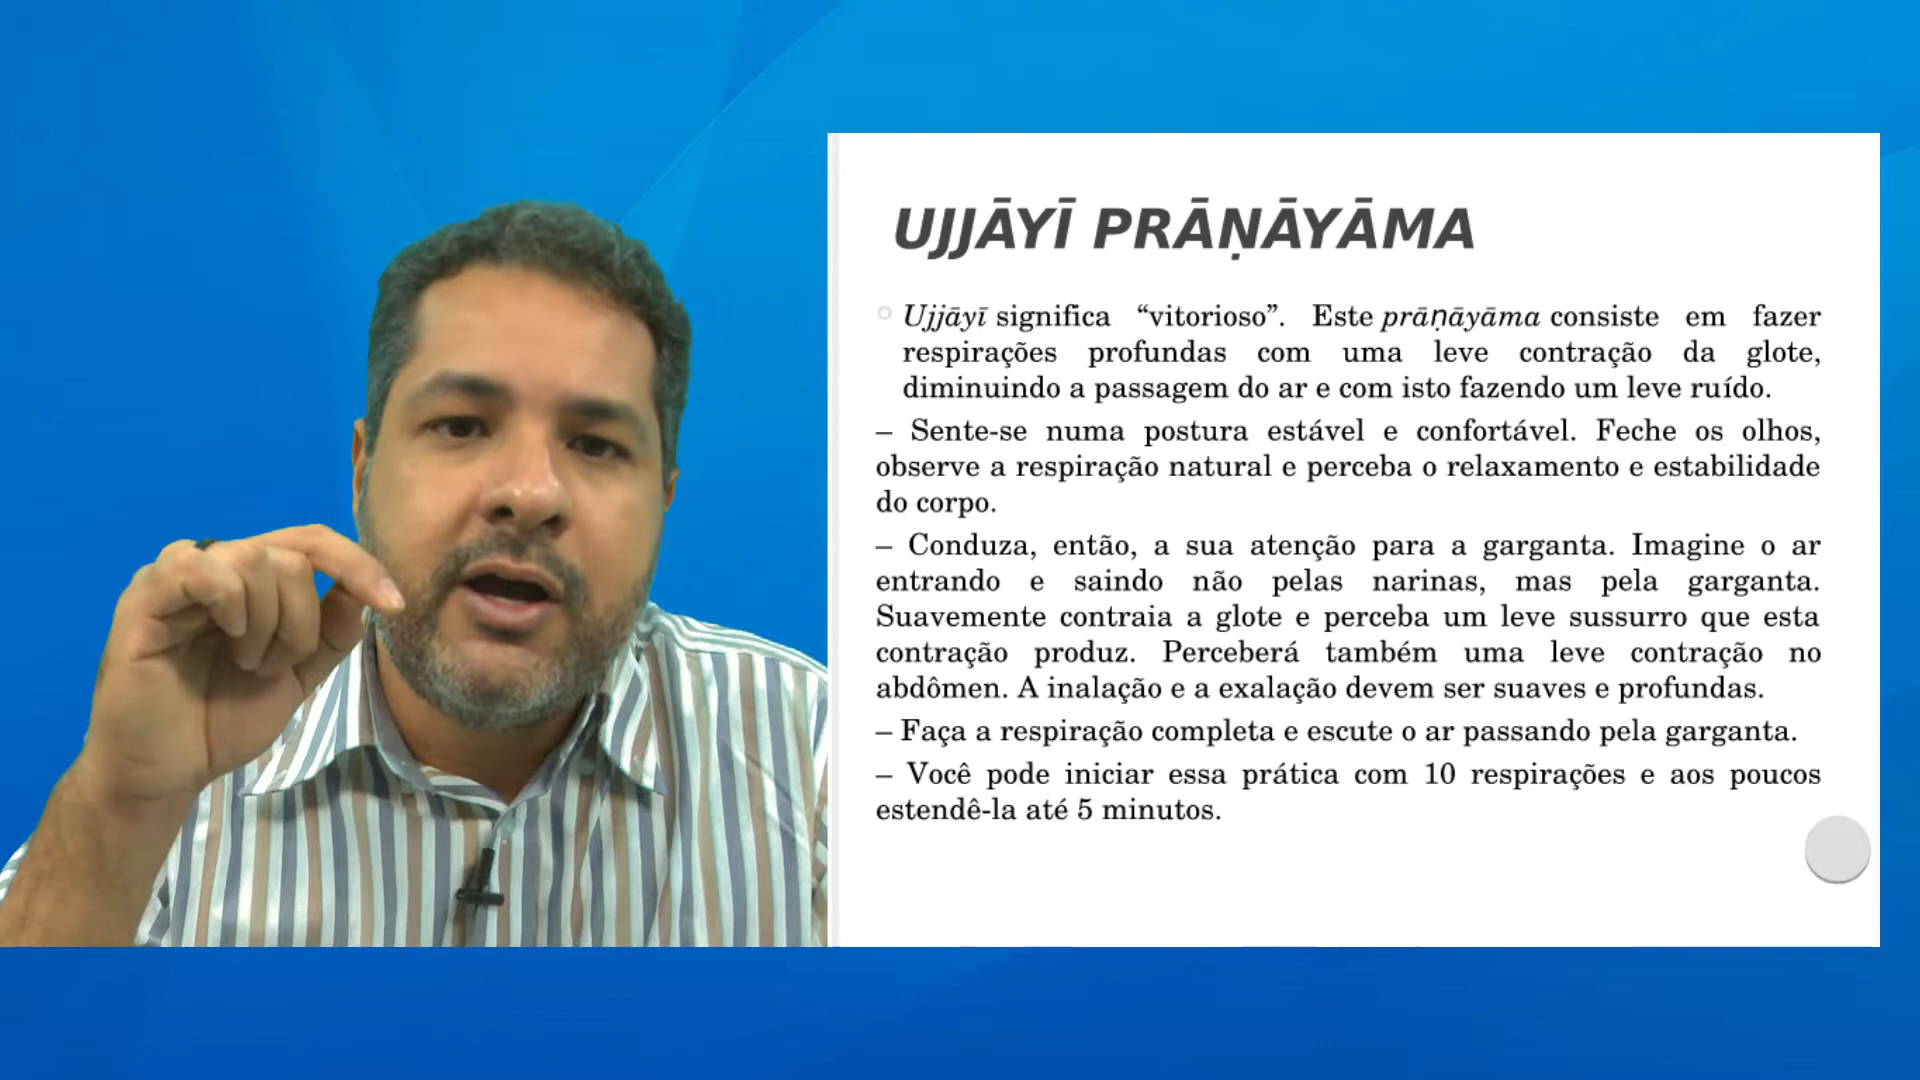 UJJĀYĪ PRĀṆĀYĀMA
Ujjāyī significa “vitorioso”. Este prāṇāyāma consiste em fazer
respirações profundas com uma leve contração da glote,
diminuindo a passagem do ar e com isto fazendo um leve ruído.
– Sente-se numa postura estável e confortável. Feche os olhos,
observe a respiração natural e perceba o relaxamento e estabilidade
do corpo.
– Conduza, então, a sua atenção para a garganta. Imagine o ar
entrando e saindo não pelas narinas, mas pela garganta.
Suavemente contraia a glote e perceba um leve sussurro que esta
contração produz. Perceberá também uma leve contração no
abdômen. A inalação e a exalação devem ser suaves e profundas.
– Faça a respiração completa e escute o ar passando pela garganta.
– Você pode iniciar essa prática com 10 respirações e aos poucos
estendê-la até 5 minutos.